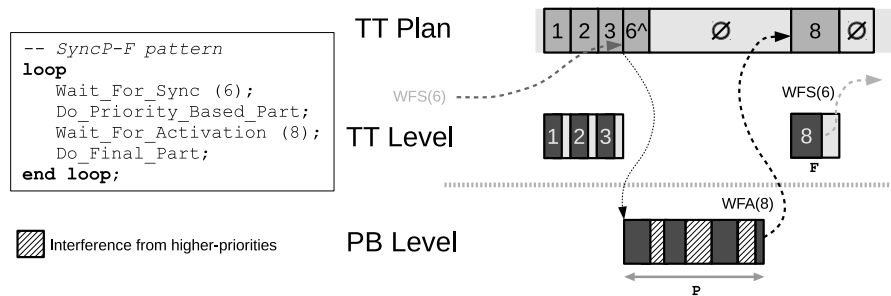 TT Plan
1 2 3 6^ Ø 8 Ø
-- SyncP-F pattern
loop
Wait_For_Sync (6);
Do_Priority_Based_Part;
Wait_For_Activation (8);
Do_Final_Part;
end loop;
WFS(6)
WFS(6)
TT Level
1 2 3 8
F
WFA(8)
Interference from higher-priorities
PB Level
P